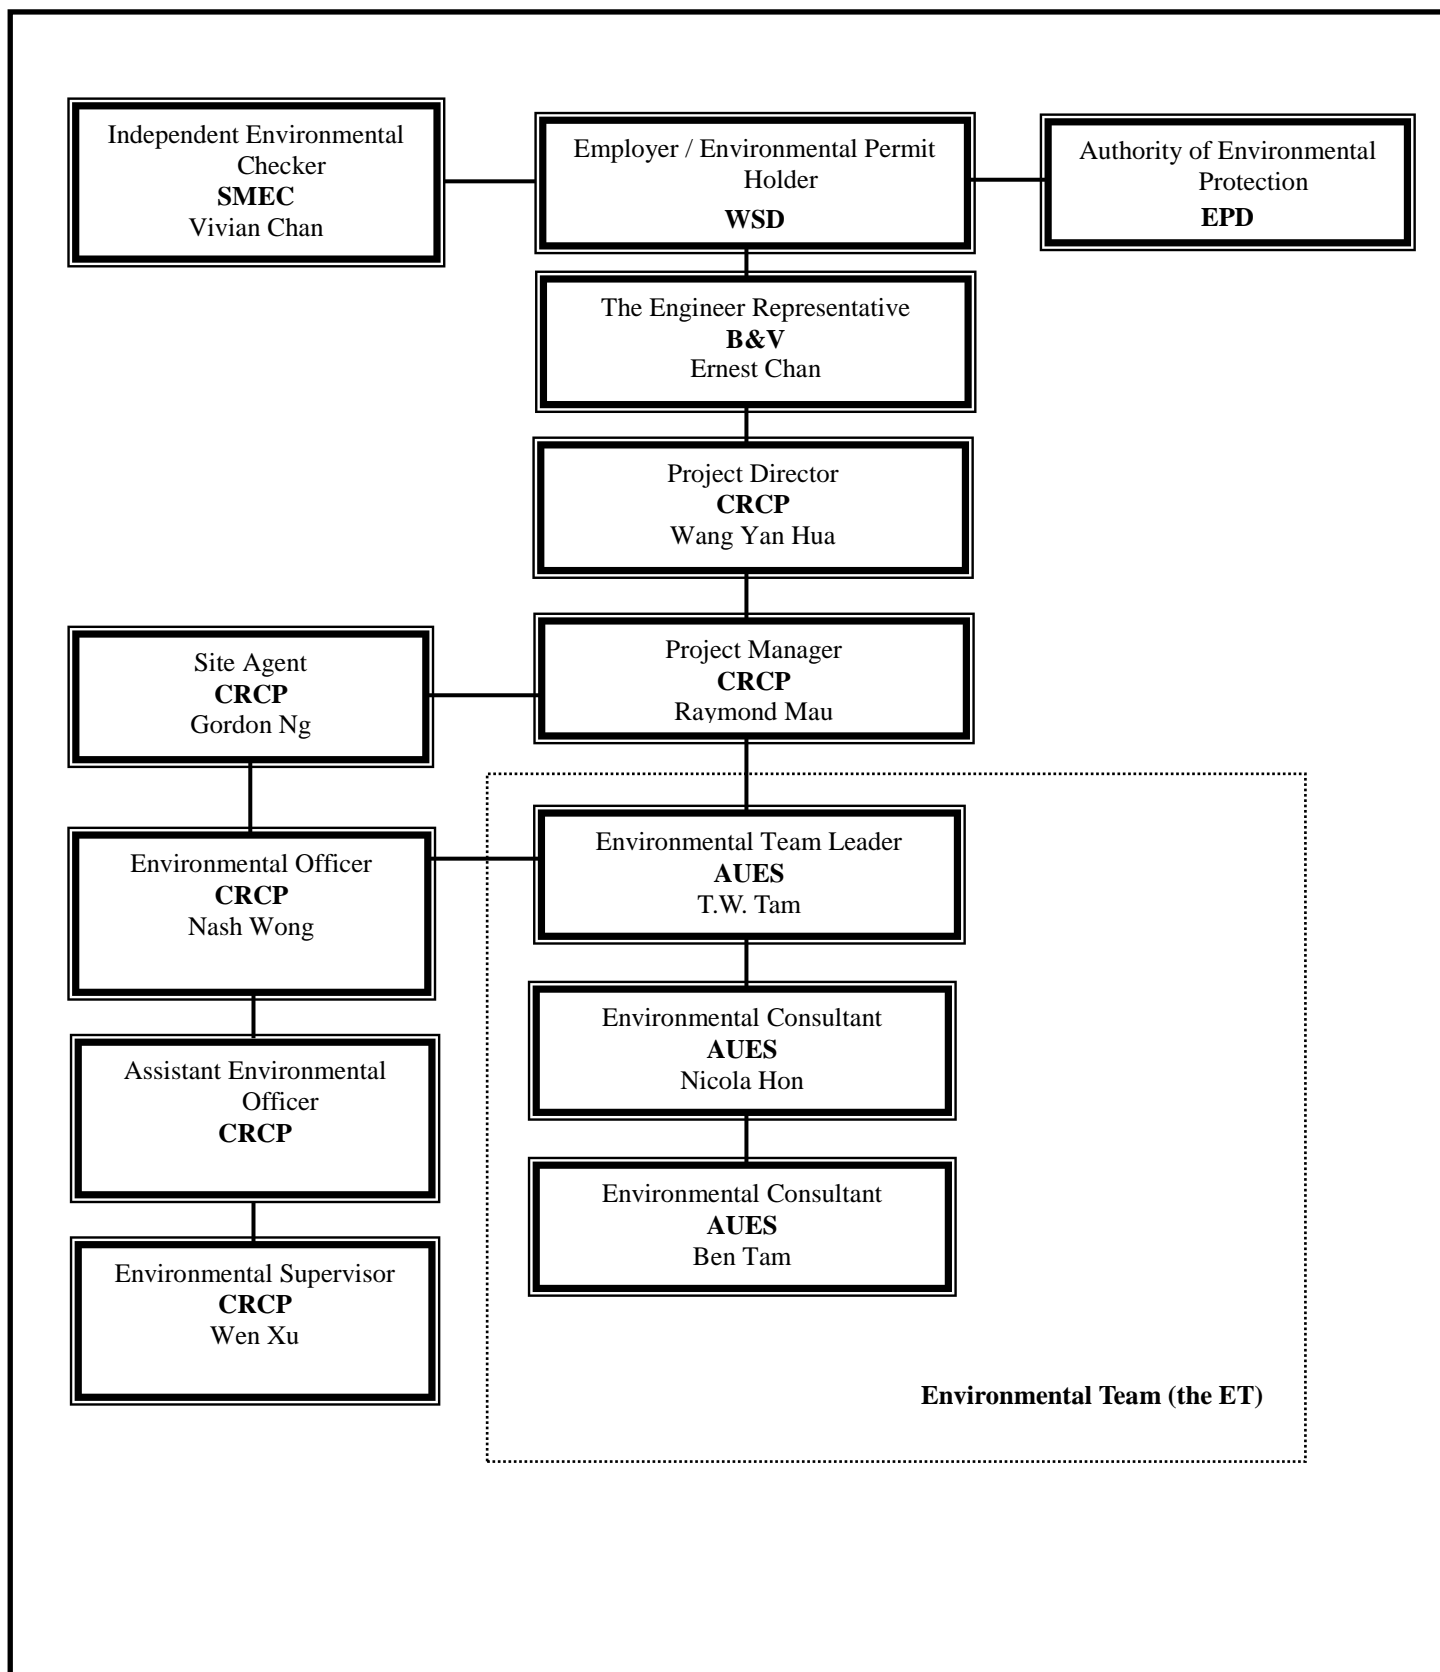 Independent Environmental
Checker
SMEC
Vivian Chan
Employer / Environmental Permit
Holder
WSD
Authority of Environmental
Protection
EPD
The Engineer Representative
B&V
Ernest Chan
Project Director
CRCP
Wang Yan Hua
Project Manager
CRCP
Raymond Mau
Site Agent
CRCP
Gordon Ng
Environmental Team Leader
AUES
T.W. Tam
Environmental Officer
CRCP
Nash Wong
Environmental Consultant
AUES
Nicola Hon
Assistant Environmental
Officer
CRCP
Environmental Consultant
AUES
Ben Tam
Environmental Supervisor
CRCP
Wen Xu
Environmental Team (the ET)